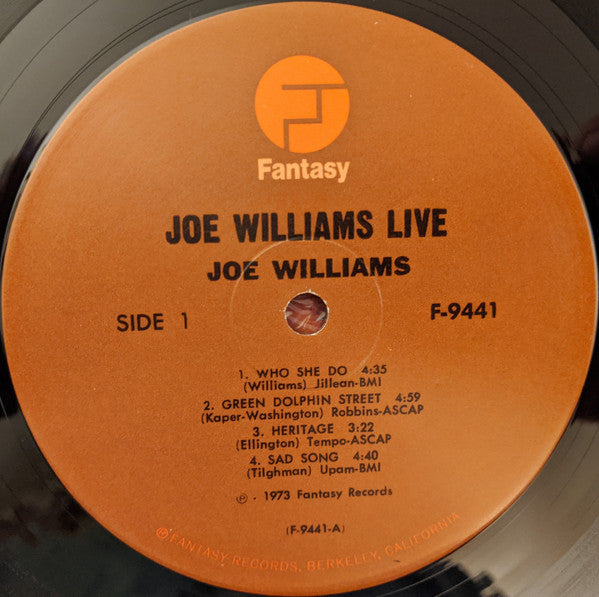 Fantasy
JOE WILLIAMS LIVE
JOE WILLIAMS
SIDE 1
F-9441
1. WHO SHE DO 4:35
(Williams) Jillean-BMI
2. GREEN DOLPHIN STREET 4:59
(Kaper-Washington) Robbins-ASCAP
3. HERITAGE 3:22
(Ellington) Tempo-ASCAP
4. SAD SONG 4:40
(Tilghman) Upam-BMI
℗ - 1973 Fantasy Records
(F-9441-A)
©FANTASY RECORDS, BERKELEY, CALIFORNIA